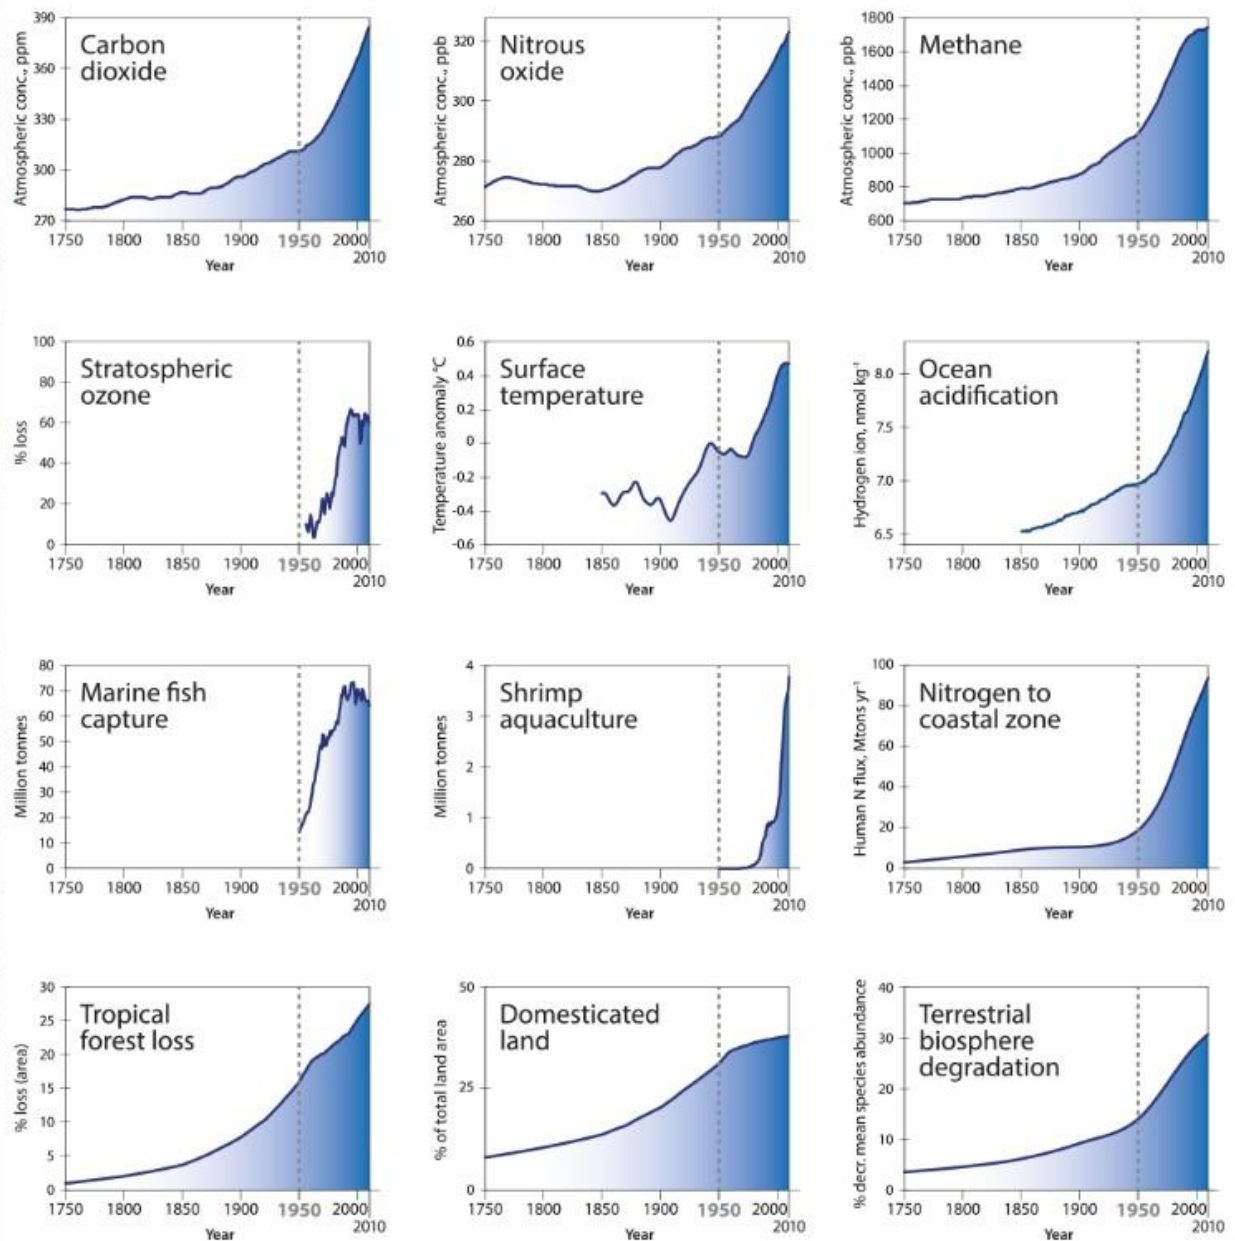 Carbon
dioxide
Atmospheric conc., ppm
390
360
330
300
270
1750 1800 1850 1900 1950 2000
2010
Year
Nitrous
oxide
Atmospheric conc., ppb
320
300
280
260
1750 1800 1850 1900 1950 2000
2010
Year
Methane
Atmospheric conc., ppb
1800
1600
1400
1200
1000
800
600
1750 1800 1850 1900 1950 2000
2010
Year
Stratospheric
ozone
% loss
100
80
60
40
20
0
1750 1800 1850 1900 1950 2000
2010
Year
Surface
temperature
Temperature anomaly °C
0.6
0.4
0.2
0
-0.2
-0.4
-0.6
1750 1800 1850 1900 1950 2000
2010
Year
Ocean
acidification
Hydrogen ion, nmol kg⁻¹
8.0
7.5
7.0
6.5
1750 1800 1850 1900 1950 2000
2010
Year
Marine fish
capture
Million tonnes
80
70
60
50
40
30
20
10
0
1750 1800 1850 1900 1950 2000
2010
Year
Shrimp
aquaculture
Million tonnes
4
3
2
1
0
1750 1800 1850 1900 1950 2000
2010
Year
Nitrogen to
coastal zone
Human N flux, Mtons yr⁻¹
100
80
60
40
20
0
1750 1800 1850 1900 1950 2000
2010
Year
Tropical
forest loss
% loss (area)
30
25
20
15
10
5
0
1750 1800 1850 1900 1950 2000
2010
Year
Domesticated
land
% of total land area
50
25
0
1750 1800 1850 1900 1950 2000
2010
Year
Terrestrial
biosphere
degradation
% decr. mean species abundance
40
30
20
10
0
1750 1800 1850 1900 1950 2000
2010
Year